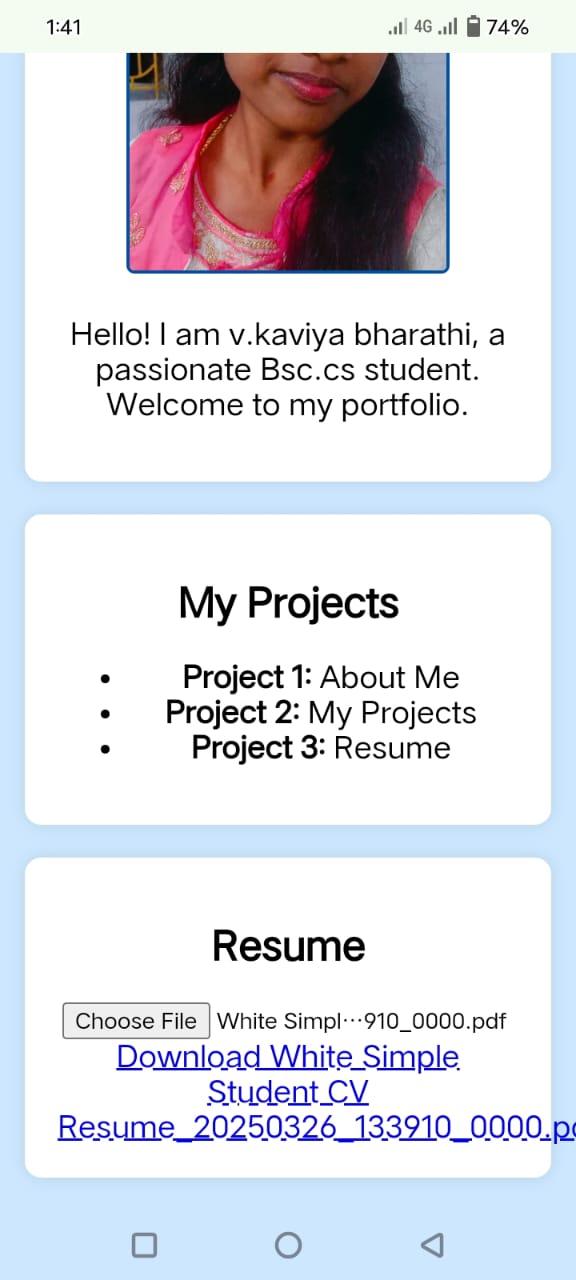 1:41
4G 74%
Hello! I am v.kaviya bharathi, a
passionate Bsc.cs student.
Welcome to my portfolio.
My Projects
Project 1: About Me
Project 2: My Projects
Project 3: Resume
Resume
Choose File White Simpl···910_0000.pdf
Download White Simple
Student CV
Resume_20250326_133910_0000.p